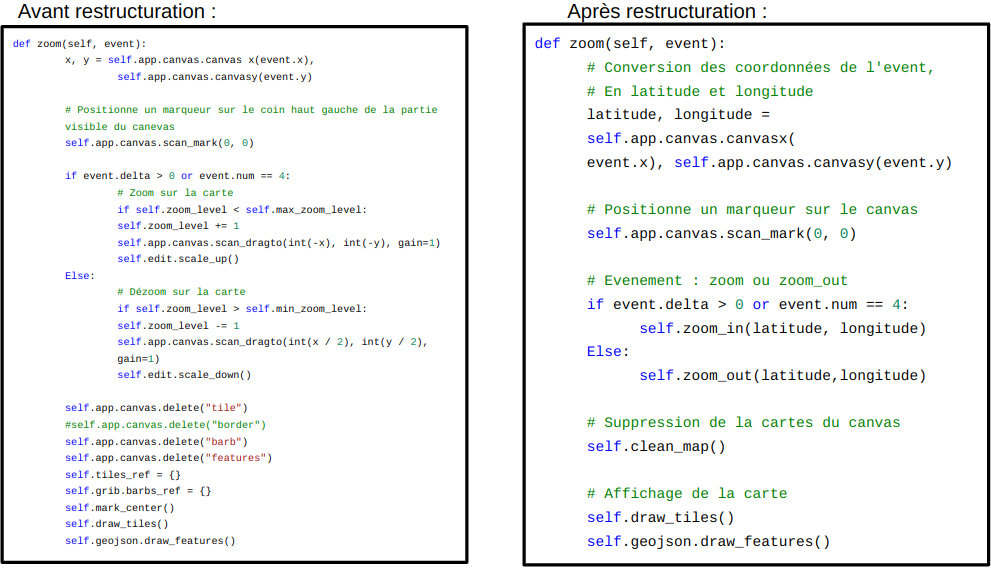 Avant restructuration :
def zoom(self, event):
x, y = self.app.canvas.canvas x(event.x),
self.app.canvas.canvasy(event.y)
# Positionne un marqueur sur le coin haut gauche de la partie
visible du canevas
self.app.canvas.scan_mark(0, 0)
if event.delta > 0 or event.num == 4:
# Zoom sur la carte
if self.zoom_level < self.max_zoom_level:
self.zoom_level += 1
self.app.canvas.scan_dragto(int(-x), int(-y), gain=1)
self.edit.scale_up()
Else:
# Dézoom sur la carte
if self.zoom_level > self.min_zoom_level:
self.zoom_level -= 1
self.app.canvas.scan_dragto(int(x / 2), int(y / 2),
gain=1)
self.edit.scale_down()
self.app.canvas.delete("tile")
#self.app.canvas.delete("border")
self.app.canvas.delete("barb")
self.app.canvas.delete("features")
self.tiles_ref = {}
self.grib.barbs_ref = {}
self.mark_center()
self.draw_tiles()
self.geojson.draw_features()
Après restructuration :
def zoom(self, event):
# Conversion des coordonnées de l'event,
# En latitude et longitude
latitude, longitude =
self.app.canvas.canvasx(
event.x), self.app.canvas.canvasy(event.y)
# Positionne un marqueur sur le canvas
self.app.canvas.scan_mark(0, 0)
# Evenement : zoom ou zoom_out
if event.delta > 0 or event.num == 4:
self.zoom_in(latitude, longitude)
Else:
self.zoom_out(latitude,longitude)
# Suppression de la cartes du canvas
self.clean_map()
# Affichage de la carte
self.draw_tiles()
self.geojson.draw_features()